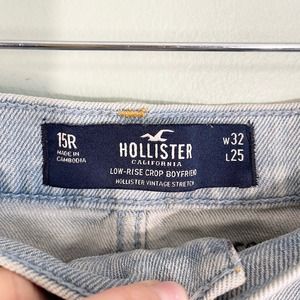 15R
MADE IN
CAMBODIA
HOLLISTER
CALIFORNIA
LOW-RISE CROP BOYFRIEND
HOLLISTER VINTAGE STRETCH
W32
L25